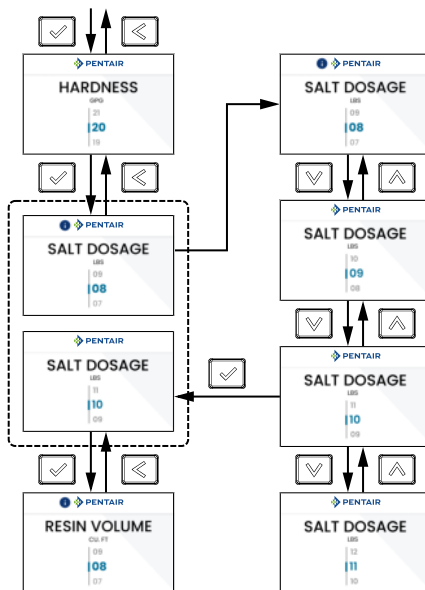 PENTAIR
HARDNESS
GPG
21
20
19
i PENTAIR
SALT DOSAGE
LBS
09
08
07
PENTAIR
SALT DOSAGE
LBS
11
10
09
i PENTAIR
RESIN VOLUME
CU. FT
09
08
07
i PENTAIR
SALT DOSAGE
LBS
09
08
07
PENTAIR
SALT DOSAGE
LBS
10
09
08
PENTAIR
SALT DOSAGE
LBS
11
10
09
PENTAIR
SALT DOSAGE
LBS
12
11
10